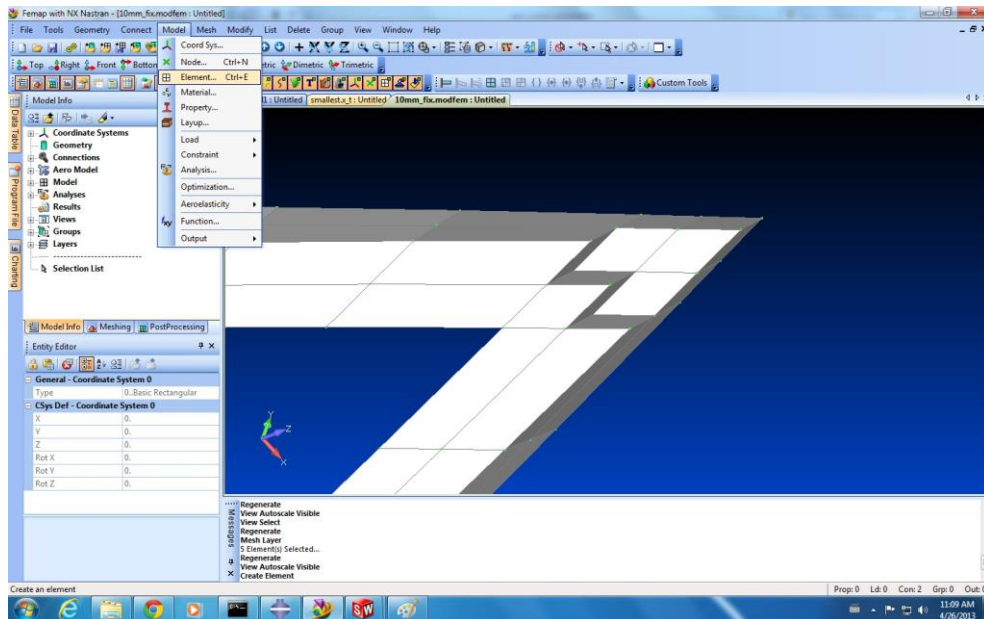 Femap with NX Nastran - [10mm_fix.modfem : Untitled]
File Tools Geometry Connect Model Mesh Modify List Delete Group View Window Help
Top Right Front Bottom
Dimetric Trimetric
Custom Tools
Coord Sys...
Node... Ctrl+N
Element... Ctrl+E
Material...
Property...
Layup...
Load
Constraint
Analysis...
Optimization...
Aeroelasticity
Function...
Output
Untitled smallest.x_t : Untitled 10mm_fix.modfem : Untitled
Data Table
Program File
Charting
Model Info
Coordinate Systems
Geometry
Connections
Aero Model
Model
Analyses
Results
Views
Groups
Layers
Selection List
Model Info Meshing PostProcessing
Entity Editor
General - Coordinate System 0
Type 0..Basic Rectangular
CSys Def - Coordinate System 0
X 0.
Y 0.
Z 0.
Rot X 0.
Rot Y 0.
Rot Z 0.
Y
Z
X
Messages
Regenerate
View Autoscale Visible
View Select
Regenerate
Mesh Layer
5 Element(s) Selected...
Regenerate
View Autoscale Visible
Create Element
Create an element
Prop: 0 Ld: 0 Con: 2 Grp: 0 Out:
SW
11:09 AM
4/26/2013